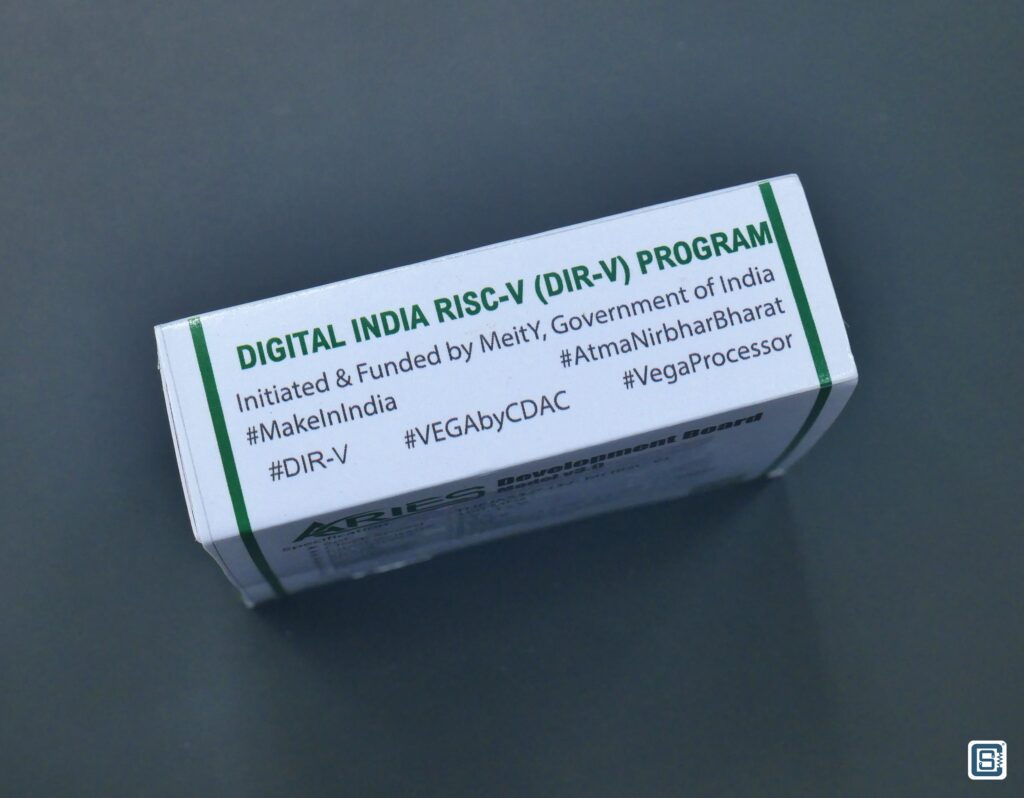 DIGITAL INDIA RISC-V (DIR-V) PROGRAM
Initiated & Funded by MeitY, Government of India
#MakeInIndia #AtmaNirbharBharat
#DIR-V #VEGAbyCDAC #VegaProcessor
ARIES Development Board